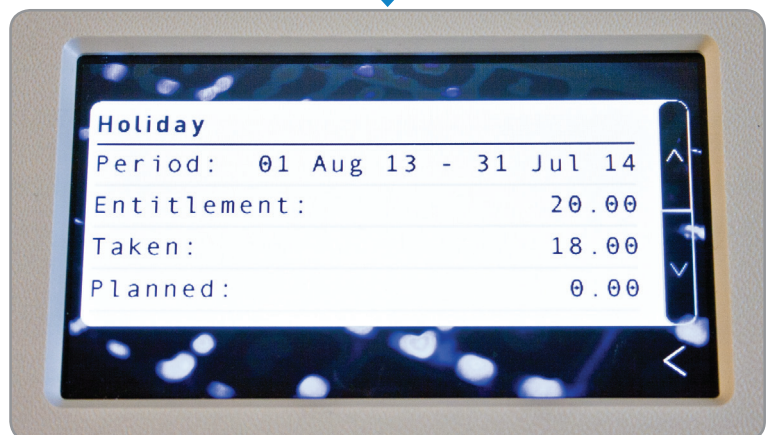 Holiday
Period: 01 Aug 13 - 31 Jul 14
Entitlement: 20.00
Taken: 18.00
Planned: 0.00